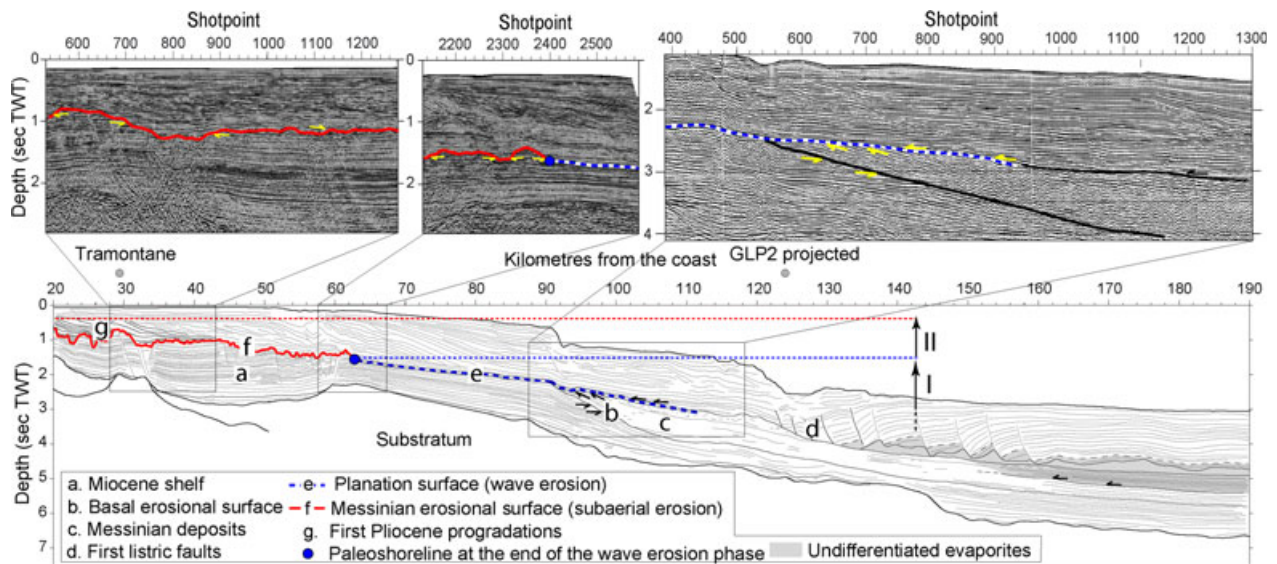 Shotpoint
600 700 800 900 1000 1100 1200
0
1
2
Depth (sec TWT)
Shotpoint
2200 2300 2400 2500
0
1
2
Shotpoint
400 500 600 700 800 900 1000 1100 1200 1300
2
3
4
Tramontane
Kilometres from the coast
GLP2 projected
20 30 40 50 60 70 80 90 100 110 120 130 140 150 160 170 180 190
0
1
2
3
4
5
6
7
Depth (sec TWT)
g
f
a
e
b
c
d
II
I
Substratum
a. Miocene shelf
b. Basal erosional surface
c. Messinian deposits
d. First listric faults
e Planation surface (wave erosion)
f Messinian erosional surface (subaerial erosion)
g. First Pliocene progradations
Paleoshoreline at the end of the wave erosion phase
Undifferentiated evaporites